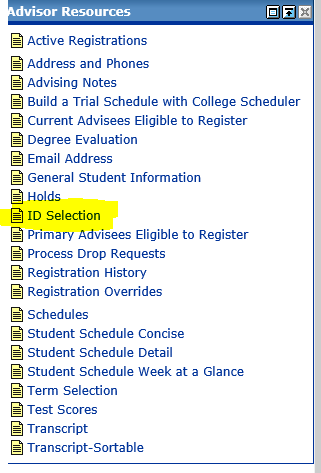 Advisor Resources
Active Registrations
Address and Phones
Advising Notes
Build a Trial Schedule with College Scheduler
Current Advisees Eligible to Register
Degree Evaluation
Email Address
General Student Information
Holds
ID Selection
Primary Advisees Eligible to Register
Process Drop Requests
Registration History
Registration Overrides
Schedules
Student Schedule Concise
Student Schedule Detail
Student Schedule Week at a Glance
Term Selection
Test Scores
Transcript
Transcript-Sortable